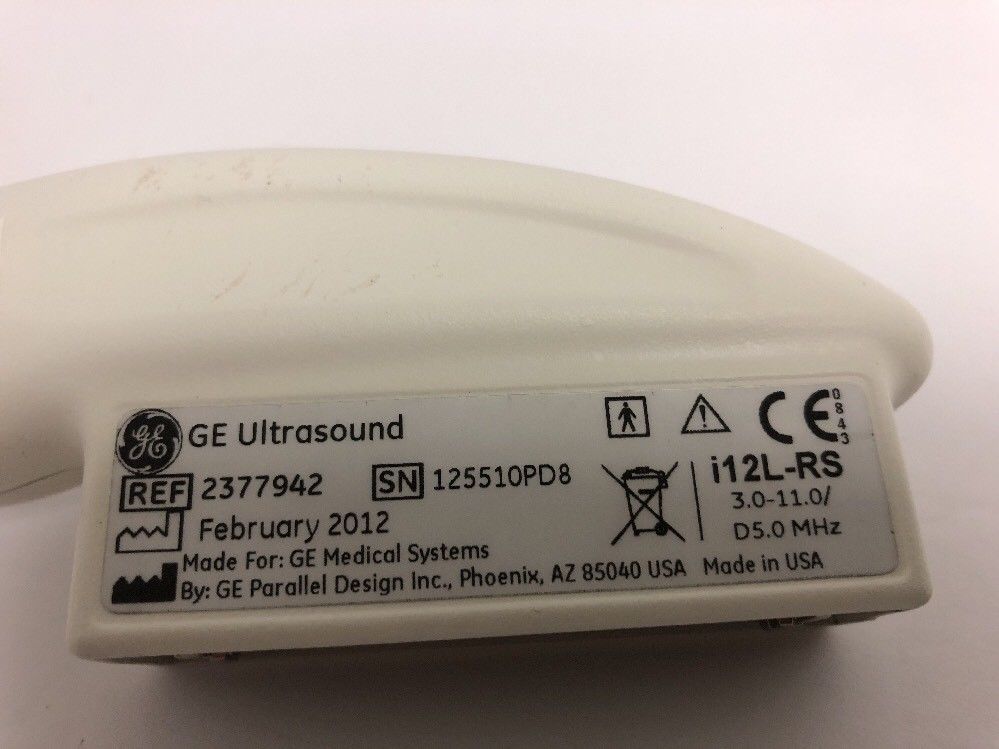 GE GE Ultrasound
CE 0843
REF 2377942 SN 125510PD8
i12L-RS
3.0-11.0/
D5.0 MHz
February 2012
Made For: GE Medical Systems
By: GE Parallel Design Inc., Phoenix, AZ 85040 USA Made in USA